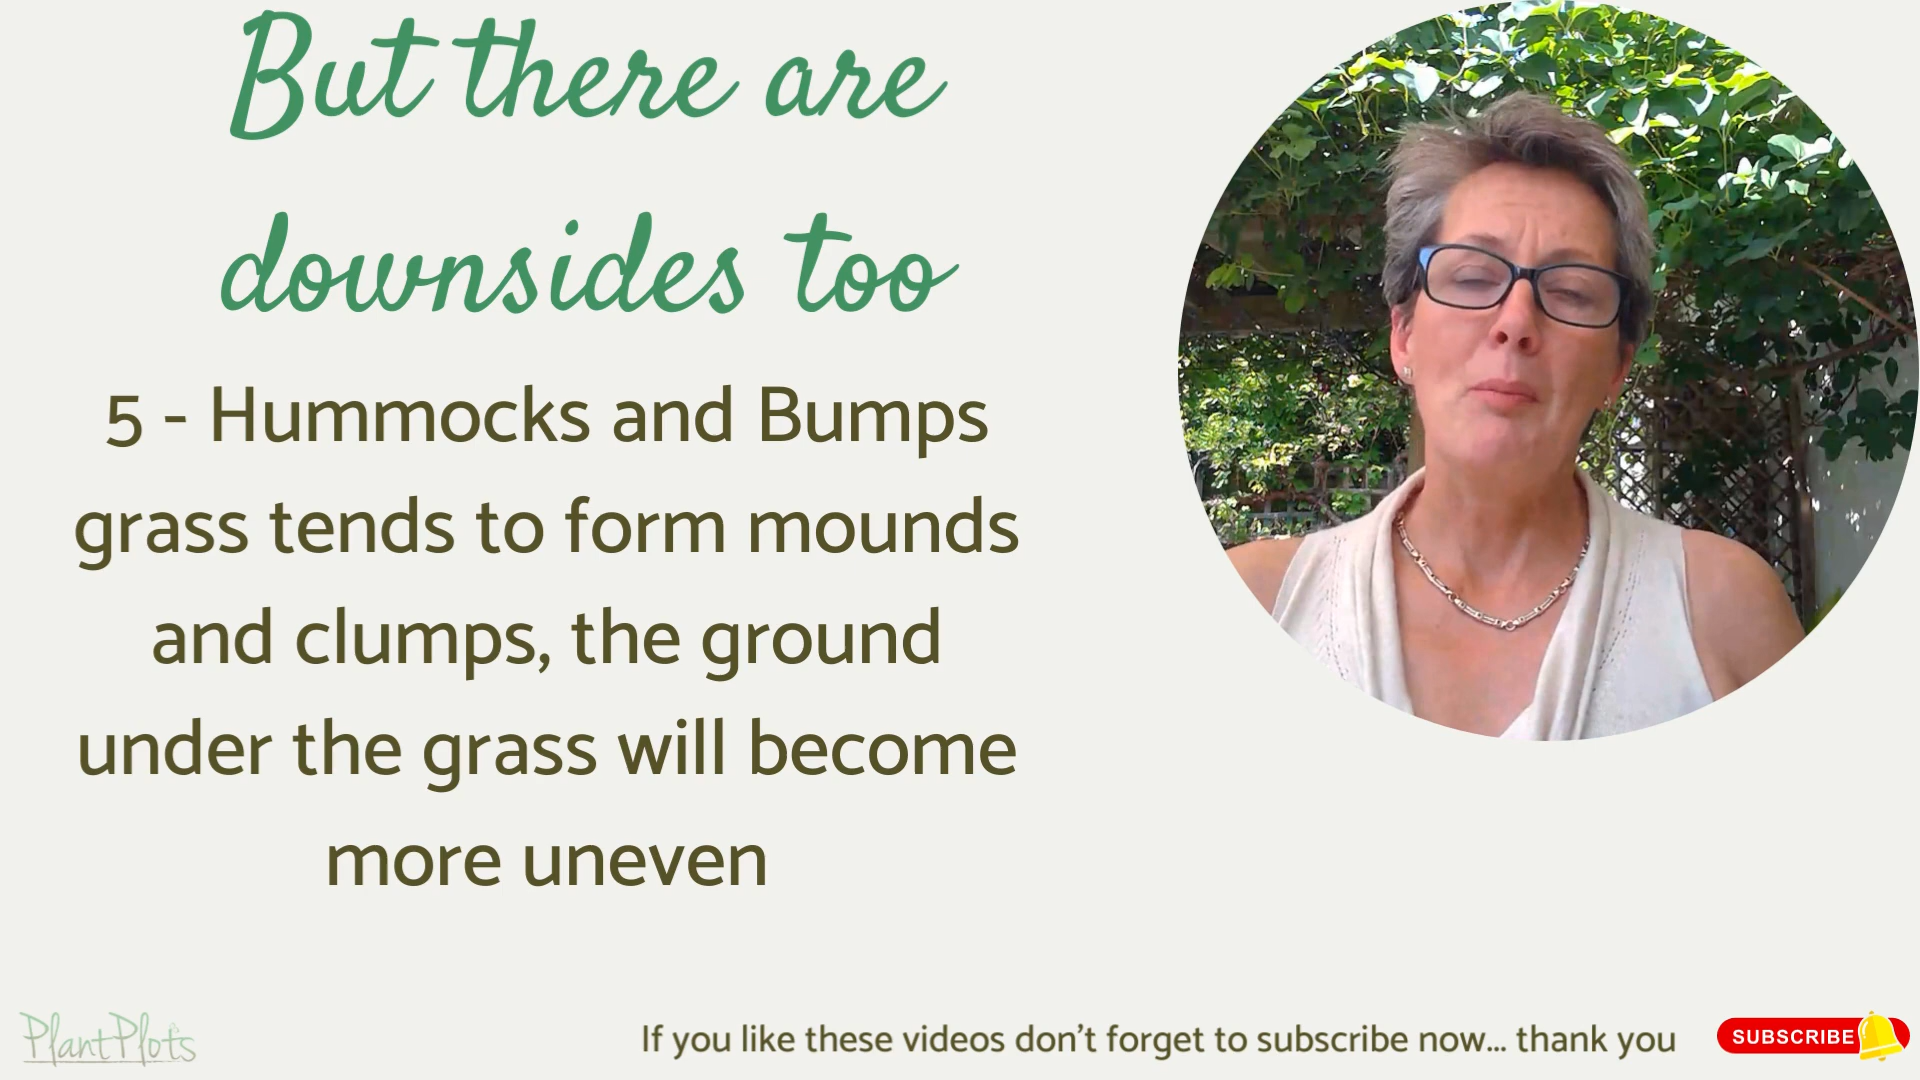 But there are
downsides too
5 - Hummocks and Bumps
grass tends to form mounds
and clumps, the ground
under the grass will become
more uneven
PlantPlots
If you like these videos don't forget to subscribe now... thank you
SUBSCRIBE